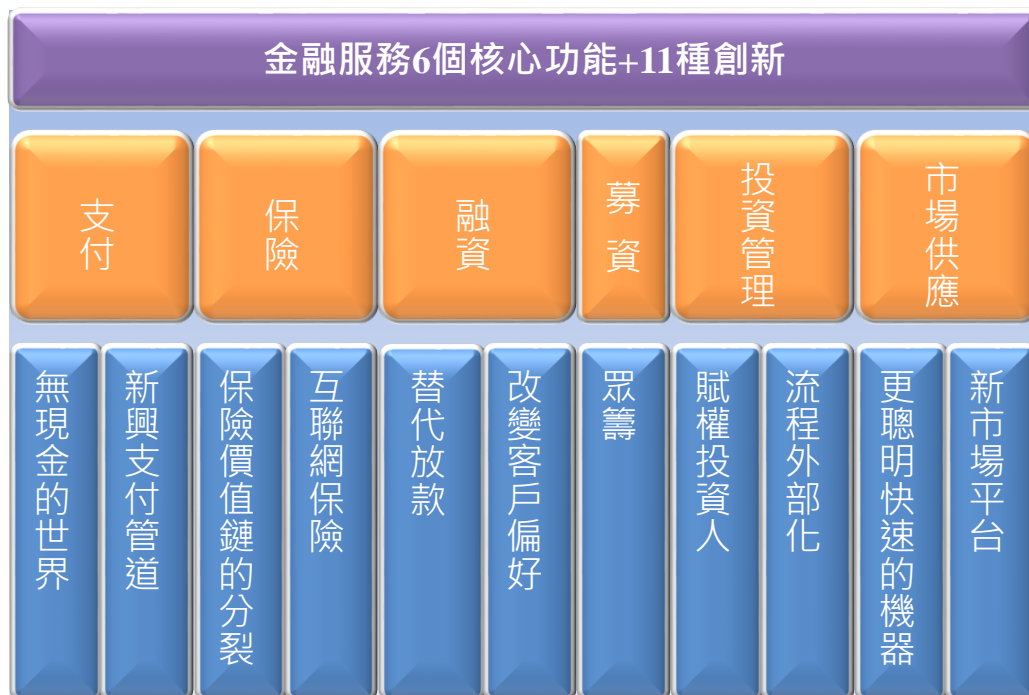 金融服務6個核心功能+11種創新
支付
保險
融資
募資
投資管理
市場供應
無現金的世界
新興支付管道
保險價值鏈的分裂
互聯網保險
替代放款
改變客戶偏好
眾籌
賦權投資人
流程外部化
更聰明快速的機器
新市場平台